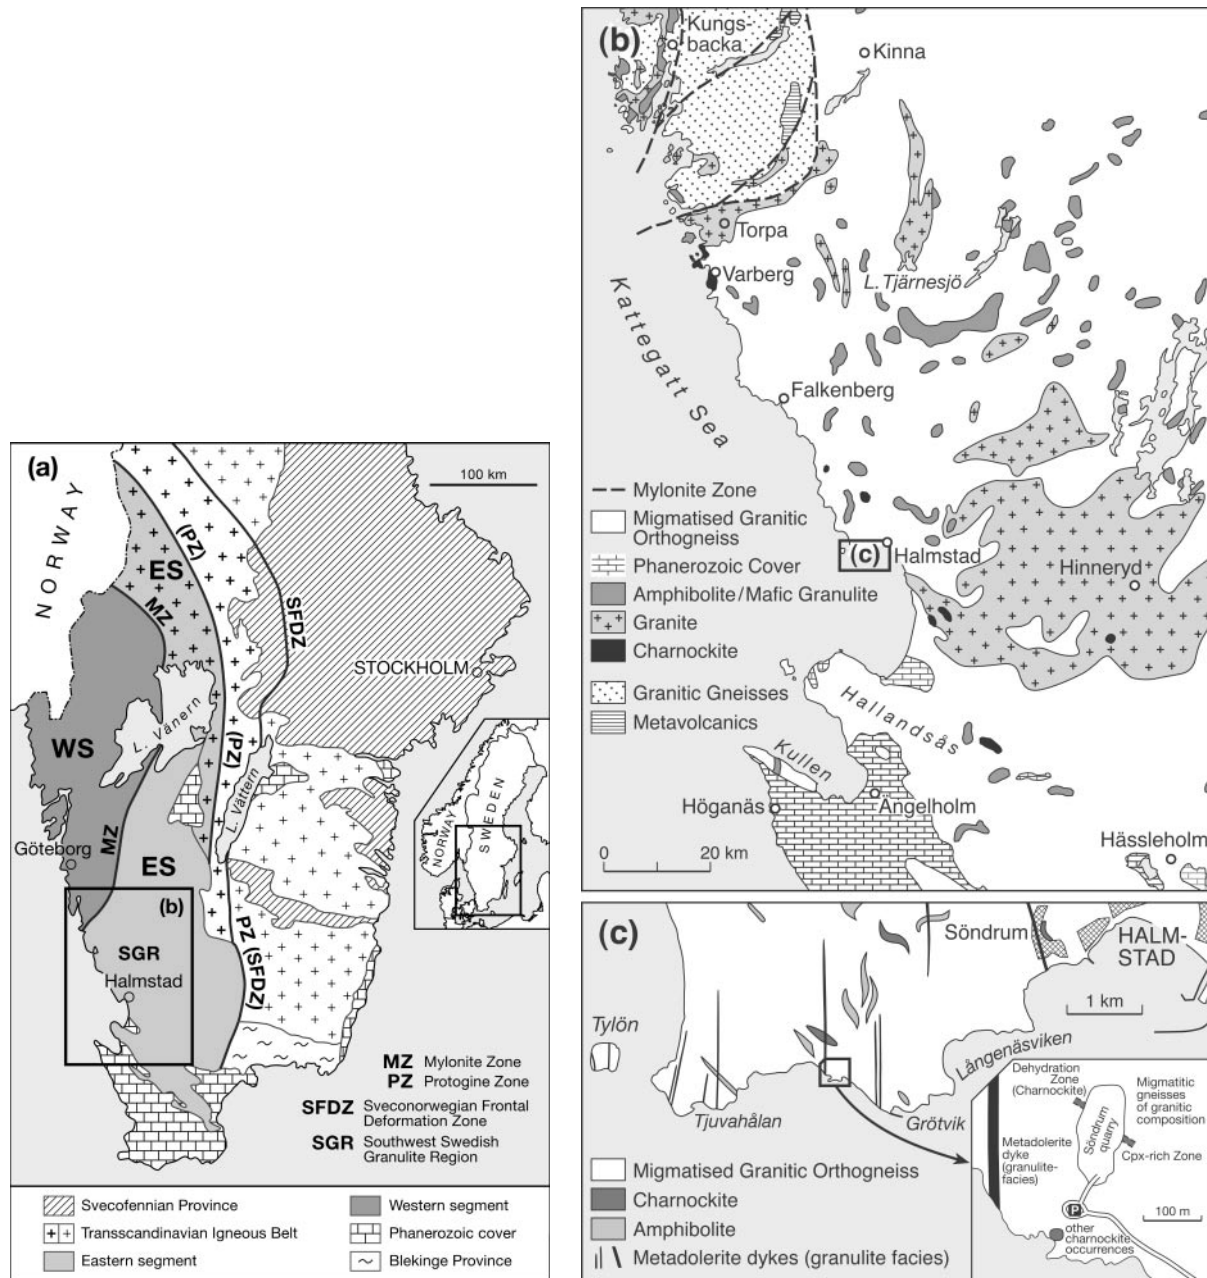 (a)
100 km
NORWAY
(PZ)
ES
MZ
SFDZ
STOCKHOLM
L. Vänern
WS
(PZ)
L. Vättern
MZ
Göteborg
ES
(b)
SGR
Halmstad
PZ (SFDZ)
NORWAY
SWEDEN
MZ Mylonite Zone
PZ Protogine Zone
SFDZ Sveconorwegian Frontal
Deformation Zone
SGR Southwest Swedish
Granulite Region
Svecofennian Province
Transscandinavian Igneous Belt
Eastern segment
Western segment
Phanerozoic cover
Blekinge Province
(b)
Kungs-
backa
Kinna
Torpa
Varberg
L. Tjärnesjö
Kattegatt Sea
Falkenberg
Mylonite Zone
Migmatised Granitic
Orthogneiss
Phanerozoic Cover
Amphibolite/Mafic Granulite
Granite
Charnockite
Granitic Gneisses
Metavolcanics
(c)
Halmstad
Hinneryd
Hallandsås
Kullen
Höganäs
Ängelholm
Hässleholm
0 20 km
(c)
Söndrum
HALM-
STAD
1 km
Tylön
Långenäsviken
Tjuvahålan
Grötvik
Migmatised Granitic Orthogneiss
Charnockite
Amphibolite
Metadolerite dykes (granulite facies)
Dehydration
Zone
(Charnockite)
Migmatitic
gneisses
of granitic
composition
Söndrum
quarry
Metadolerite
dyke
(granulite-
facies)
Cpx-rich Zone
P
100 m
other
charnockite
occurrences